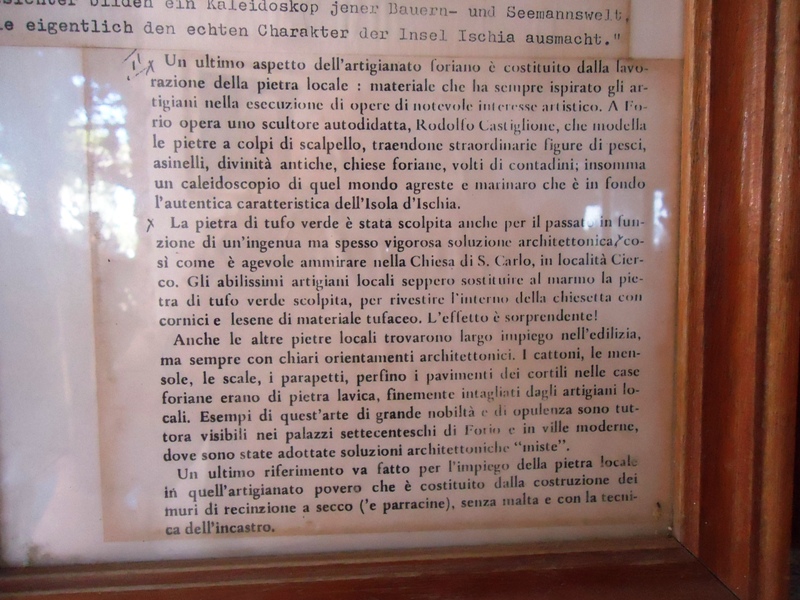 bilden ein Kaleidoskop jener Bauern- und Seemannswelt,
eigentlich den echten Charakter der Insel Ischia ausmacht."
Un ultimo aspetto dell'artigianato foriano è costituito dalla lavo-
razione della pietra locale : materiale che ha sempre ispirato gli ar-
tigiani nella esecuzione di opere di notevole interesse artistico. A Fo-
rio opera uno scultore autodidatta, Rodolfo Castiglione, che modella
le pietre a colpi di scalpello, traendone straordinarie figure di pesci,
asinelli, divinità antiche, chiese foriane, volti di contadini; insomma
un caleidoscopio di quel mondo agreste e marinaro che è in fondo
l'autentica caratteristica dell'Isola d'Ischia.
La pietra di tufo verde è stata scolpita anche per il passato in fun-
zione di un'ingenua ma spesso vigorosa soluzione architettonica, co-
sì come è agevole ammirare nella Chiesa di S. Carlo, in località Cier-
co. Gli abilissimi artigiani locali seppero sostituire al marmo la pie-
tra di tufo verde scolpita, per rivestire l'interno della chiesetta con
cornici e lesene di materiale tufaceo. L'effetto è sorprendente!
Anche le altre pietre locali trovarono largo impiego nell'edilizia,
ma sempre con chiari orientamenti architettonici. I cattoni, le men-
sole, le scale, i parapetti, perfino i pavimenti dei cortili nelle case
foriane erano di pietra lavica, finemente intagliati dagli artigiani lo-
cali. Esempi di quest'arte di grande nobiltà e di opulenza sono tut-
tora visibili nei palazzi settecenteschi di Forio e in ville moderne,
dove sono state adottate soluzioni architettoniche "miste".
Un ultimo riferimento va fatto per l'impiego della pietra locale
in quell'artigianato povero che è costituito dalla costruzione dei
muri di recinzione a secco ('e parracine), senza malta e con la tecni-
ca dell'incastro.